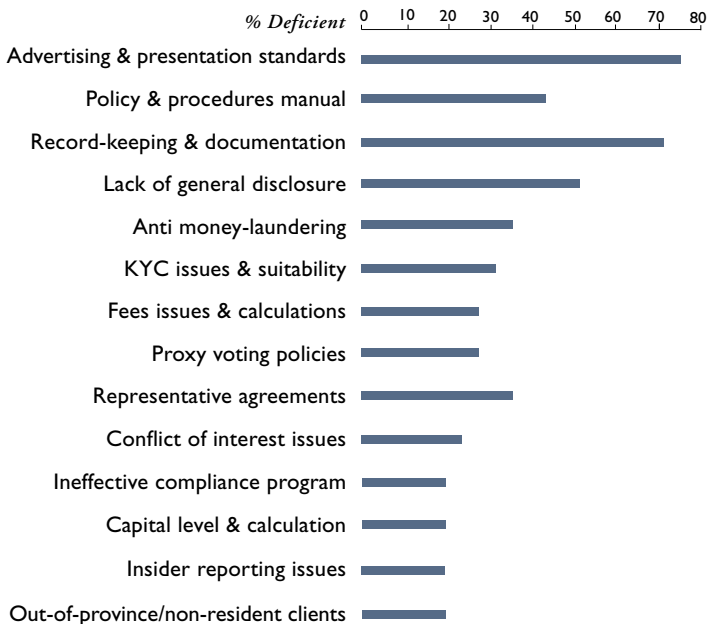 % Deficient 0 10 20 30 40 50 60 70 80
Advertising & presentation standards
Policy & procedures manual
Record-keeping & documentation
Lack of general disclosure
Anti money-laundering
KYC issues & suitability
Fees issues & calculations
Proxy voting policies
Representative agreements
Conflict of interest issues
Ineffective compliance program
Capital level & calculation
Insider reporting issues
Out-of-province/non-resident clients